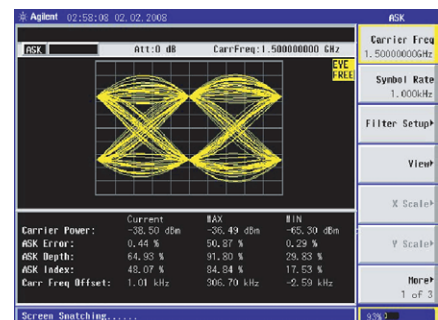 Agilent 02:58:08 02.02.2008
ASK
ASK
Att:0 dB
CarrFreq:1.500000000 GHz
EYE
FREE
Carrier Freq
1.50000000GHz
Symbol Rate
1.000kHz
Filter Setup
View
X Scale
Y Scale
More
1 of 3
Current MAX MIN
Carrier Power: -38.50 dBm -36.49 dBm -65.30 dBm
ASK Error: 0.44 % 50.87 % 0.29 %
ASK Depth: 64.93 % 91.80 % 29.83 %
ASK Index: 48.07 % 84.84 % 17.53 %
Carr Freq Offset: 1.01 kHz 306.70 kHz -2.59 kHz
Screen Snatching......
93%